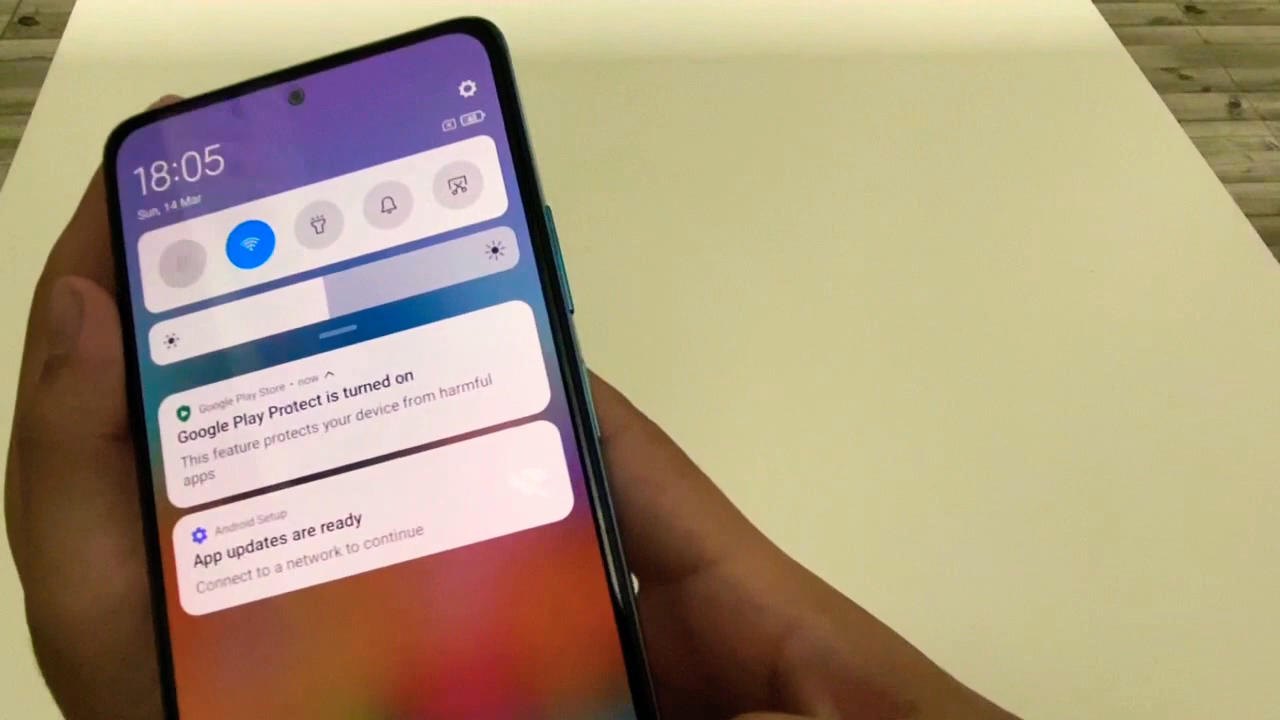 18:05
Sun, 14 Mar
Google Play Store • now
Google Play Protect is turned on
This feature protects your device from harmful
apps
Android Setup
App updates are ready
Connect to a network to continue